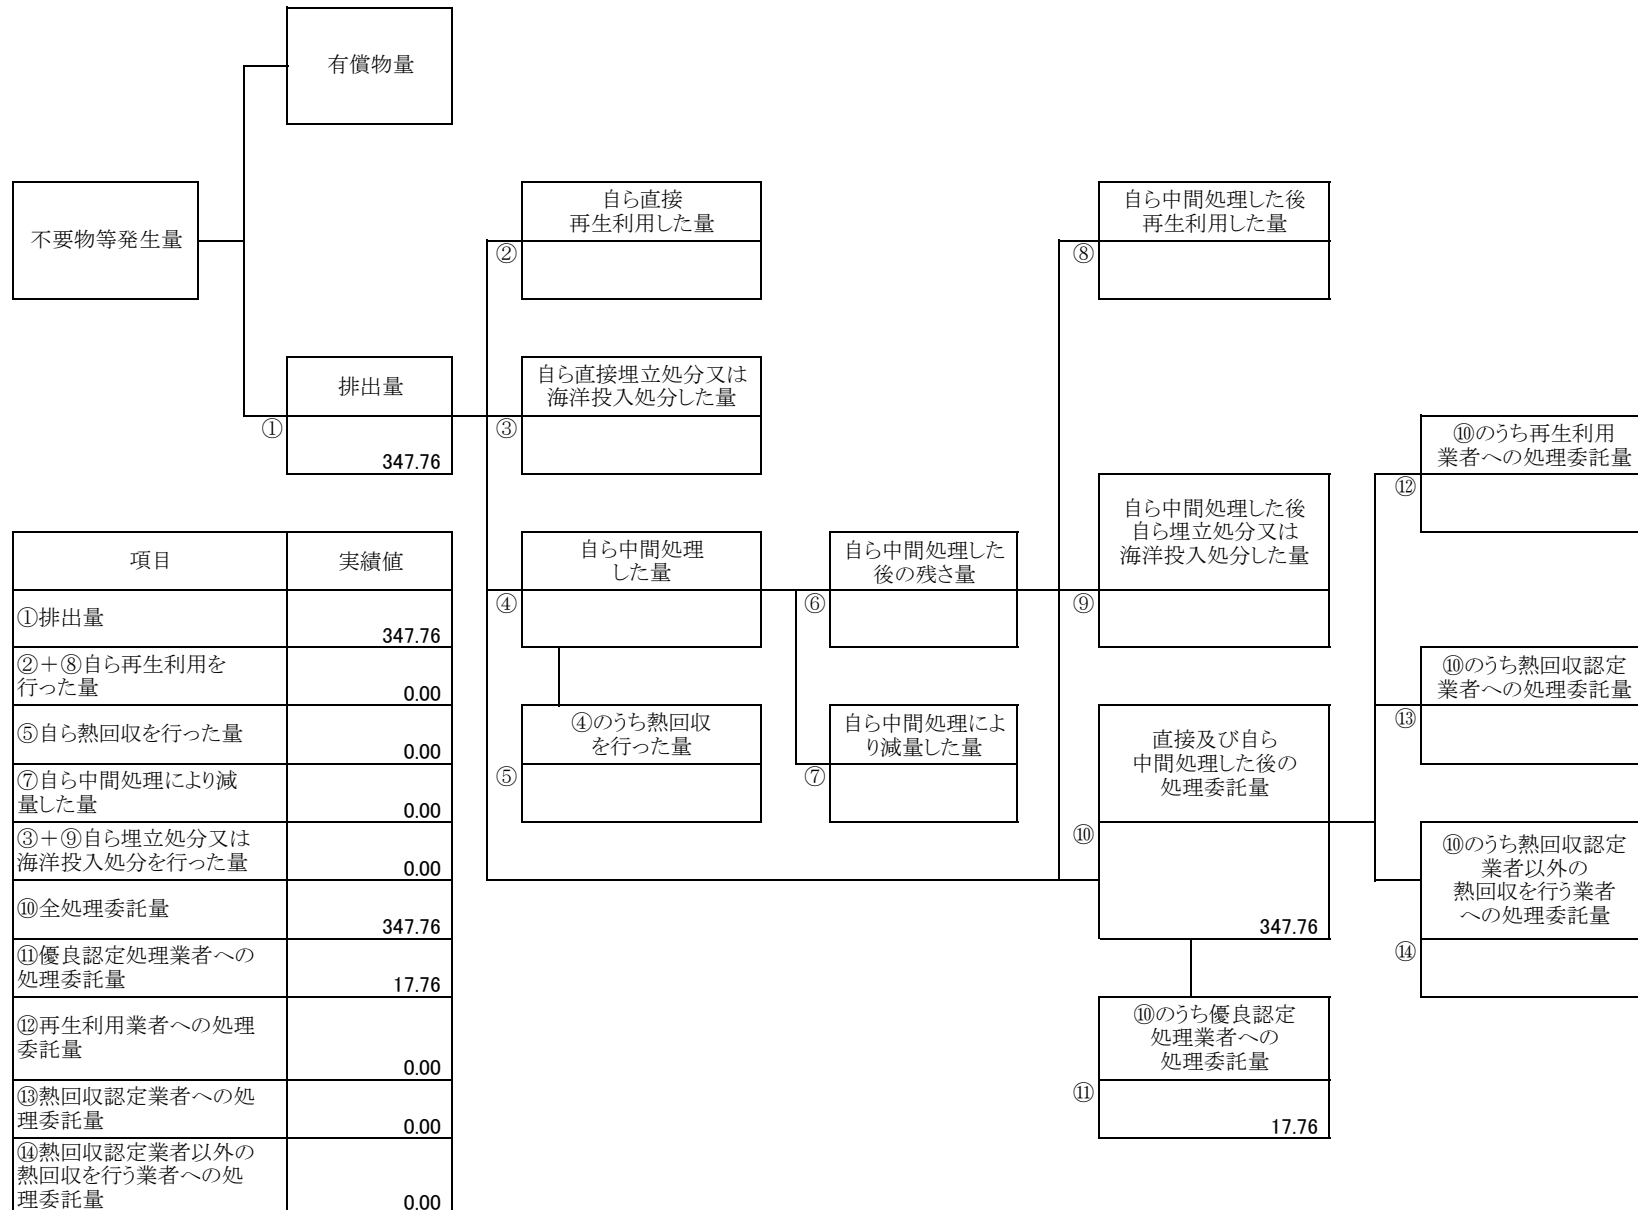 有償物量
不要物等発生量
自ら直接
再生利用した量
②
自ら中間処理した後
再生利用した量
⑧
排出量
①
347.76
自ら直接埋立処分又は
海洋投入処分した量
③
⑩のうち再生利用
業者への処理委託量
⑫
自ら中間処理した後
自ら埋立処分又は
海洋投入処分した量
⑨
自ら中間処理
した量
④
自ら中間処理した
後の残さ量
⑥
④のうち熱回収
を行った量
⑤
自ら中間処理によ
り減量した量
⑦
直接及び自ら
中間処理した後の
処理委託量
⑩
347.76
⑩のうち熱回収認定
業者への処理委託量
⑬
⑩のうち熱回収認定
業者以外の
熱回収を行う業者
への処理委託量
⑭
⑩のうち優良認定
処理業者への
処理委託量
⑪
17.76
項目 実績値
①排出量
347.76
②+⑧自ら再生利用を
行った量 0.00
⑤自ら熱回収を行った量
0.00
⑦自ら中間処理により減
量した量 0.00
③+⑨自ら埋立処分又は
海洋投入処分を行った量 0.00
⑩全処理委託量
347.76
⑪優良認定処理業者への
処理委託量 17.76
⑫再生利用業者への処理
委託量
0.00
⑬熱回収認定業者への処
理委託量 0.00
⑭熱回収認定業者以外の
熱回収を行う業者への処
理委託量 0.00